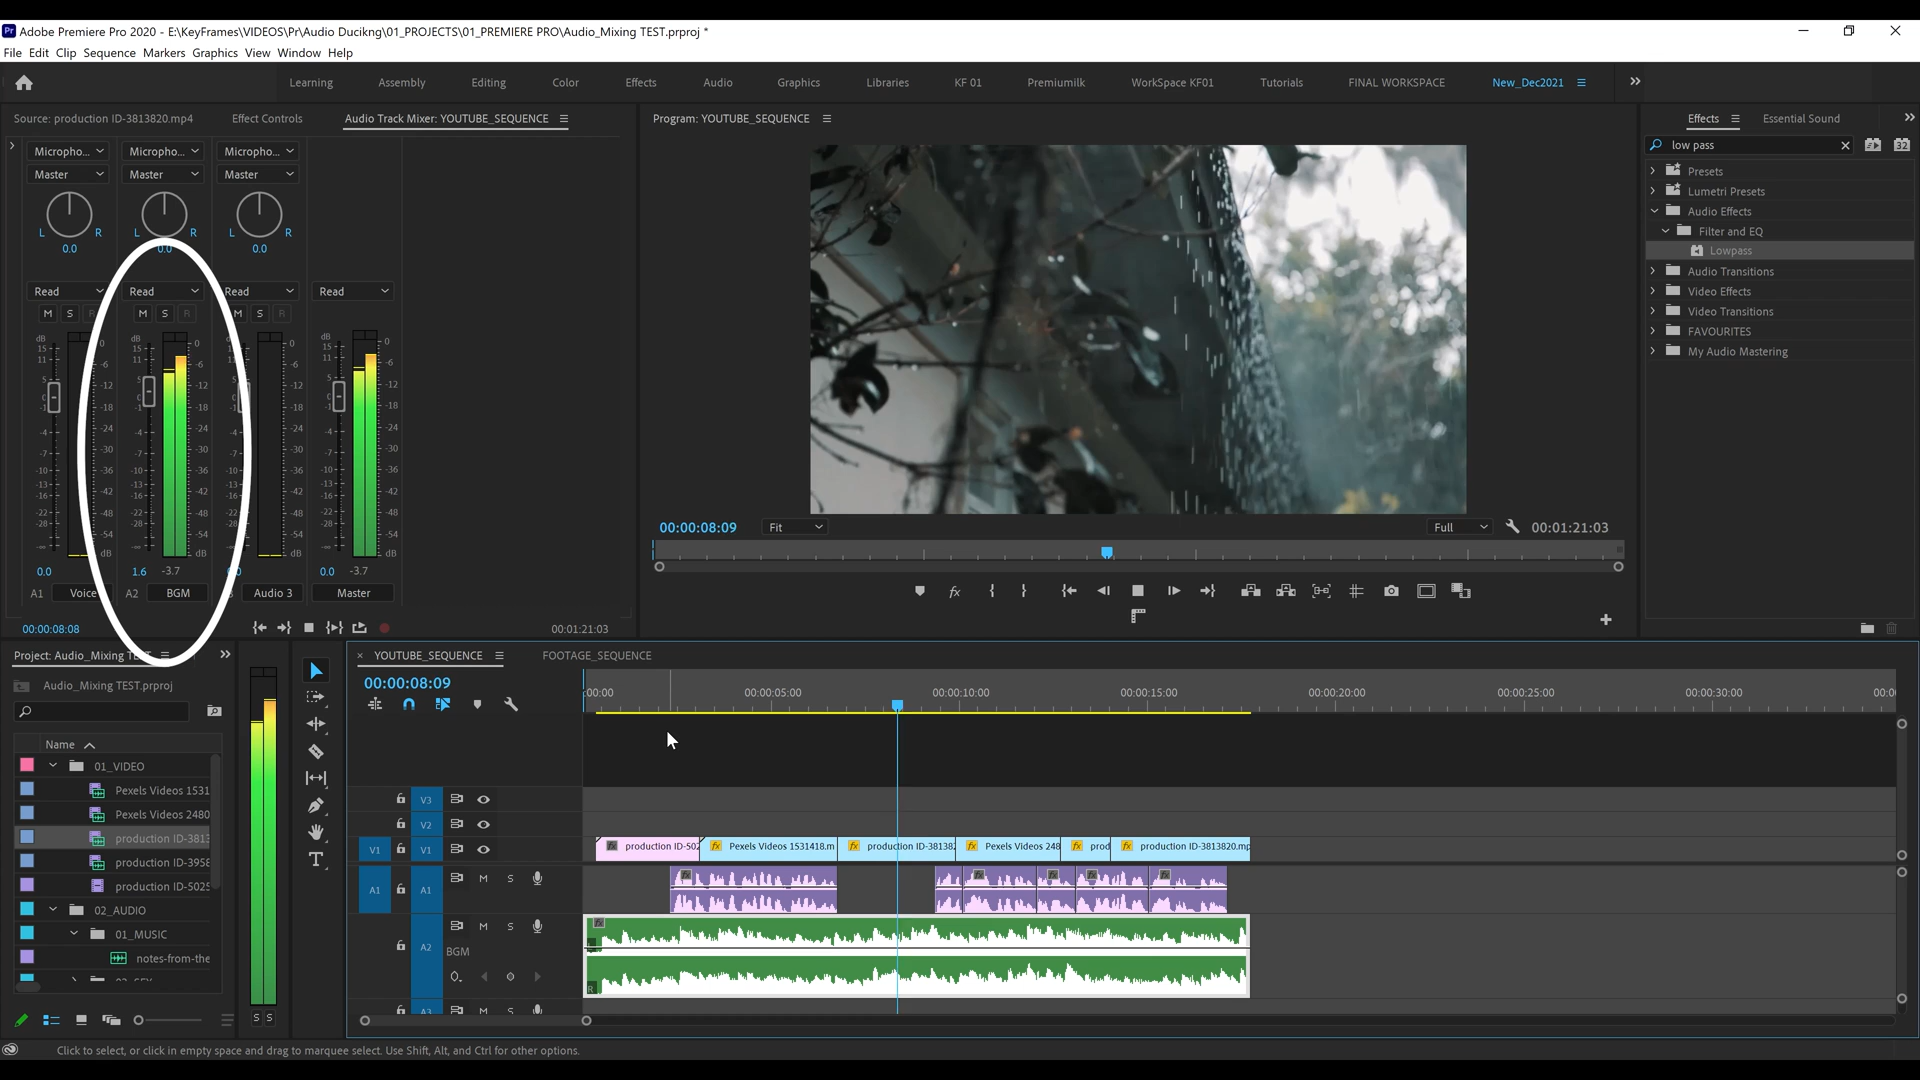 Adobe Premiere Pro 2020 - E:\KeyFrames\VIDEOS\Pr\Audio Ducikng\01_PROJECTS\01_PREMIERE PRO\Audio_Mixing TEST.prproj *
File Edit Clip Sequence Markers Graphics View Window Help
Learning Assembly Editing Color Effects Audio Graphics Libraries KF 01 Premiumilk WorkSpace KF01 Tutorials FINAL WORKSPACE New_Dec2021
Source: production ID-3813820.mp4 Effect Controls Audio Track Mixer: YOUTUBE_SEQUENCE
Micropho... Micropho... Micropho...
Master Master Master
L R L R L R
0.0 0.0 0.0
Read Read Read Read
M S R M S R M S R
0.0 1.6 -3.7 0.0 -3.7
A1 Voice A2 BGM Audio 3 Master
00:00:08:08 00:01:21:03
Program: YOUTUBE_SEQUENCE
00:00:08:09 Fit Full 00:01:21:03
Effects Essential Sound
low pass
Presets
Lumetri Presets
Audio Effects
Filter and EQ
Lowpass
Audio Transitions
Video Effects
Video Transitions
FAVOURITES
My Audio Mastering
Project: Audio_Mixing TEST
Audio_Mixing TEST.prproj
Name
01_VIDEO
Pexels Videos 1531
Pexels Videos 2480
production ID-3813
production ID-3958
production ID-5025
02_AUDIO
01_MUSIC
notes-from-the
S S
YOUTUBE_SEQUENCE FOOTAGE_SEQUENCE
00:00:08:09
:00:00 00:00:05:00 00:00:10:00 00:00:15:00 00:00:20:00 00:00:25:00 00:00:30:00
V3
V2
V1 V1 production ID-502 Pexels Videos 1531418.m production ID-38138 Pexels Videos 248 prod production ID-3813820.mp
A1 A1 M S
A2 M S
BGM
L
R
A3 M S
Click to select, or click in empty space and drag to marquee select. Use Shift, Alt, and Ctrl for other options.